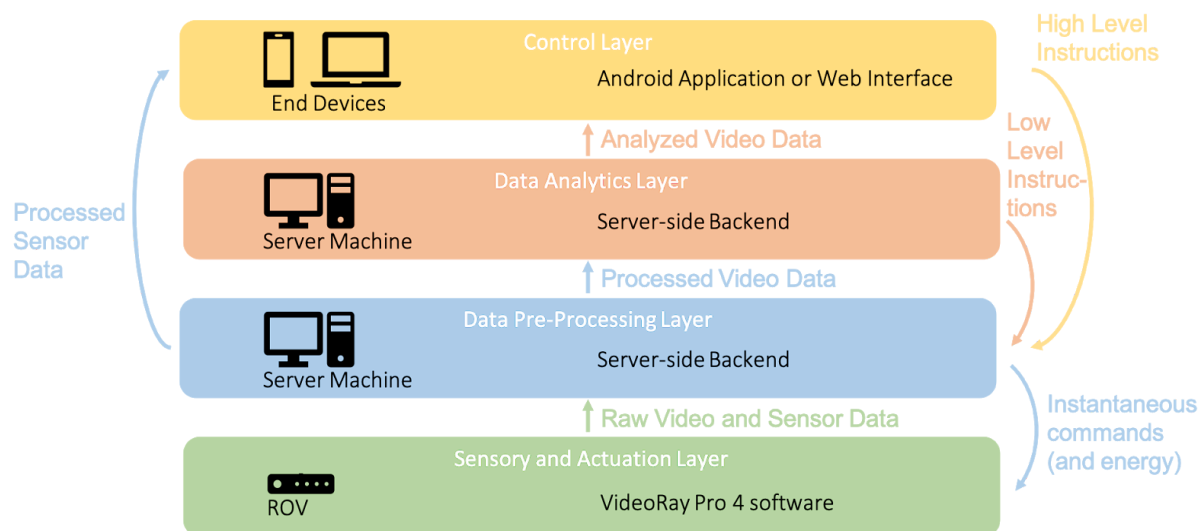 Control Layer
High Level
Instructions
End Devices
Android Application or Web Interface
Analyzed Video Data
Low
Level
Instruc-
tions
Data Analytics Layer
Server Machine
Server-side Backend
Processed
Sensor
Data
Processed Video Data
Data Pre-Processing Layer
Server Machine
Server-side Backend
Raw Video and Sensor Data
Instantaneous
commands
(and energy)
Sensory and Actuation Layer
ROV
VideoRay Pro 4 software